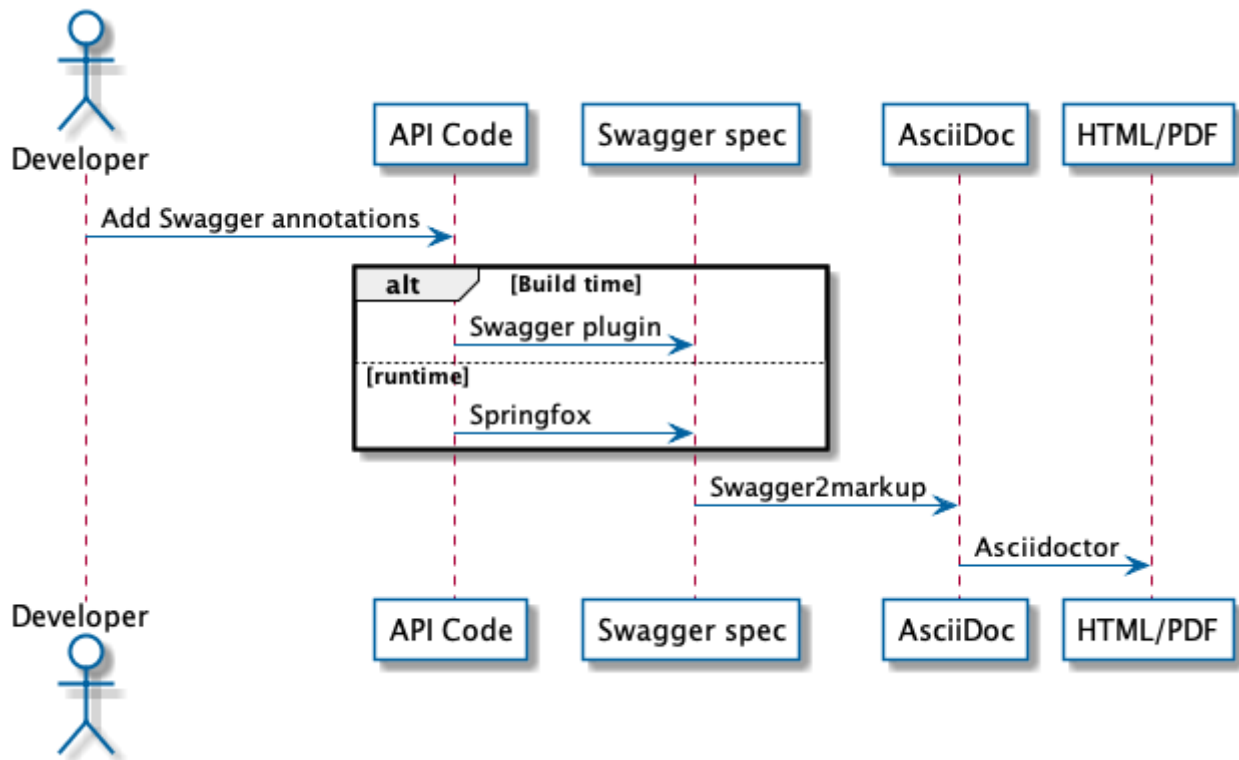 Developer
API Code
Swagger spec
AsciiDoc
HTML/PDF
Add Swagger annotations
alt
[Build time]
Swagger plugin
[runtime]
Springfox
Swagger2markup
Asciidoctor
Developer
API Code
Swagger spec
AsciiDoc
HTML/PDF